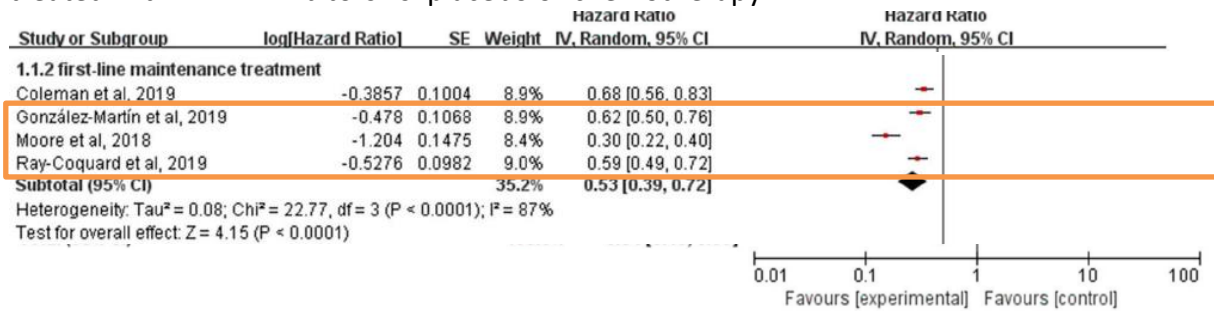 Hazard Ratio Hazard Ratio
Study or Subgroup log[Hazard Ratio] SE Weight IV, Random, 95% CI IV, Random, 95% CI
1.1.2 first-line maintenance treatment
Coleman et al, 2019 -0.3857 0.1004 8.9% 0.68 [0.56, 0.83]
González-Martín et al, 2019 -0.478 0.1068 8.9% 0.62 [0.50, 0.76]
Moore et al, 2018 -1.204 0.1475 8.4% 0.30 [0.22, 0.40]
Ray-Coquard et al, 2019 -0.5276 0.0982 9.0% 0.59 [0.49, 0.72]
Subtotal (95% CI) 35.2% 0.53 [0.39, 0.72]
Heterogeneity: Tau² = 0.08; Chi² = 22.77, df = 3 (P < 0.0001); I² = 87%
Test for overall effect: Z = 4.15 (P < 0.0001)
0.01 0.1 1 10 100
Favours [experimental] Favours [control]